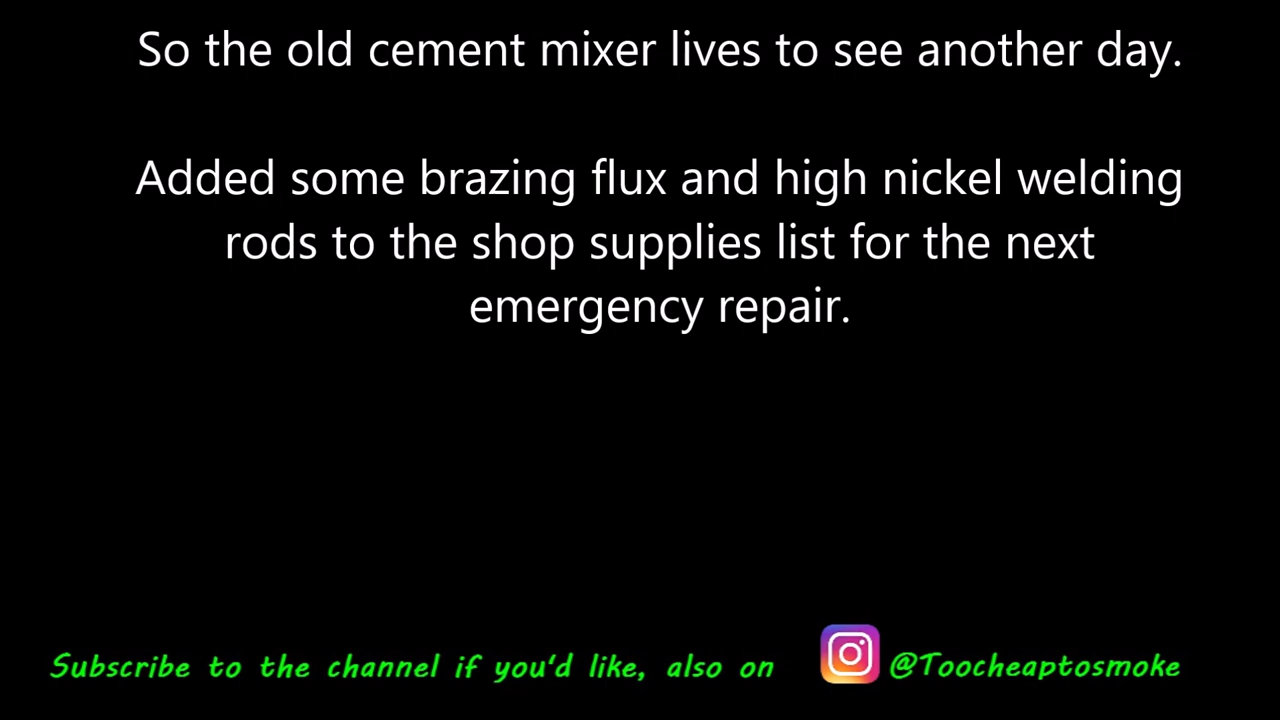 So the old cement mixer lives to see another day.
Added some brazing flux and high nickel welding
rods to the shop supplies list for the next
emergency repair.
Subscribe to the channel if you'd like, also on @Toocheaptosmoke